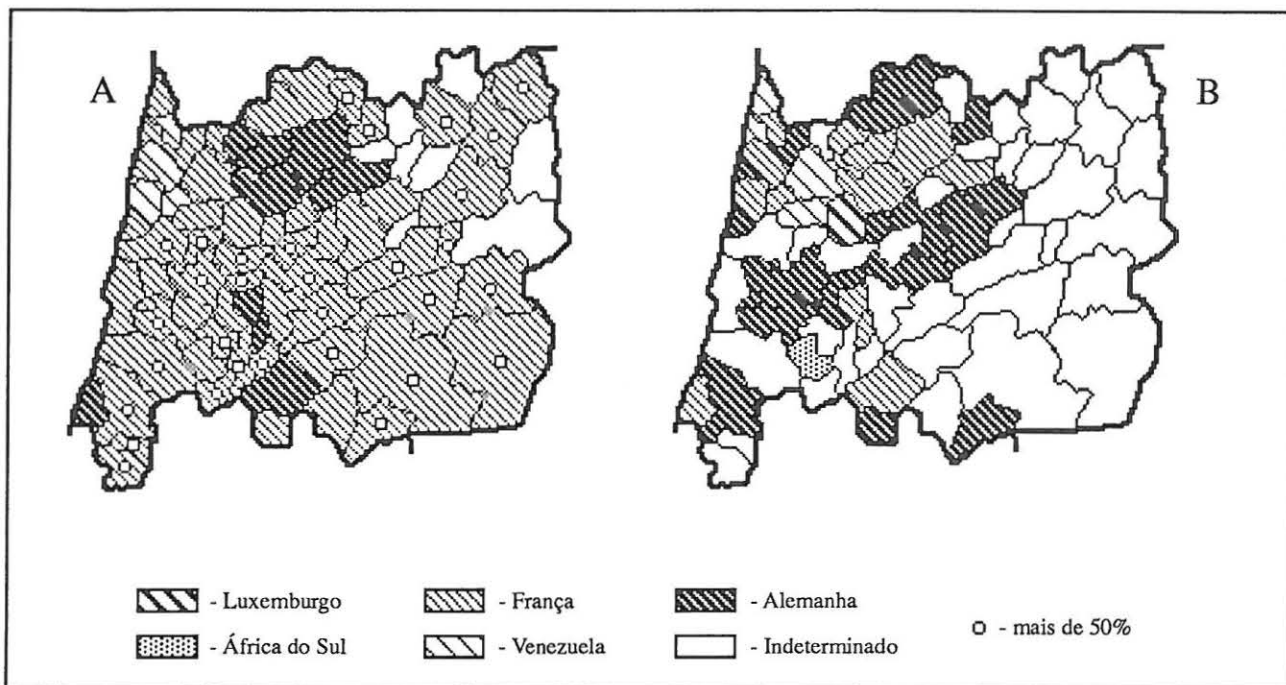 A
B
- Luxemburgo
- França
- Alemanha
- África do Sul
- Venezuela
- Indeterminado
- mais de 50%